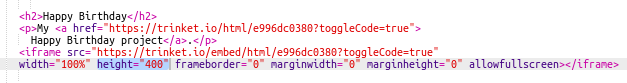 <h2>Happy Birthday</h2>
<p>My <a href="https://trinket.io/html/e996dc0380?toggleCode=true">
Happy Birthday project</a>.</p>
<iframe src="https://trinket.io/embed/html/e996dc0380?toggleCode=true"
width="100%" height="400" frameborder="0" marginwidth="0" marginheight="0" allowfullscreen></iframe>